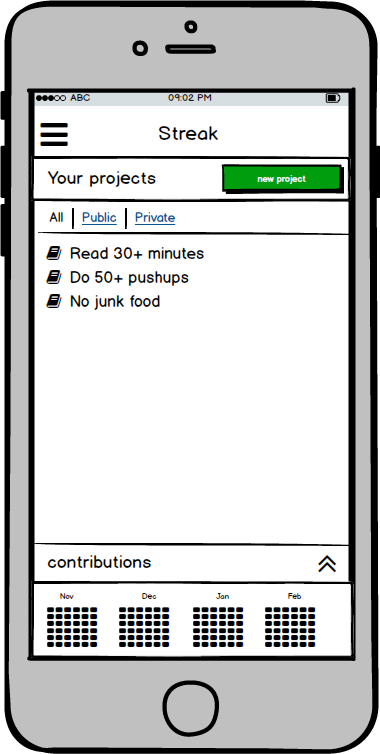 ABC 09:02 PM
Streak
Your projects new project
All Public Private
Read 30+ minutes
Do 50+ pushups
No junk food
contributions
Nov Dec Jan Feb